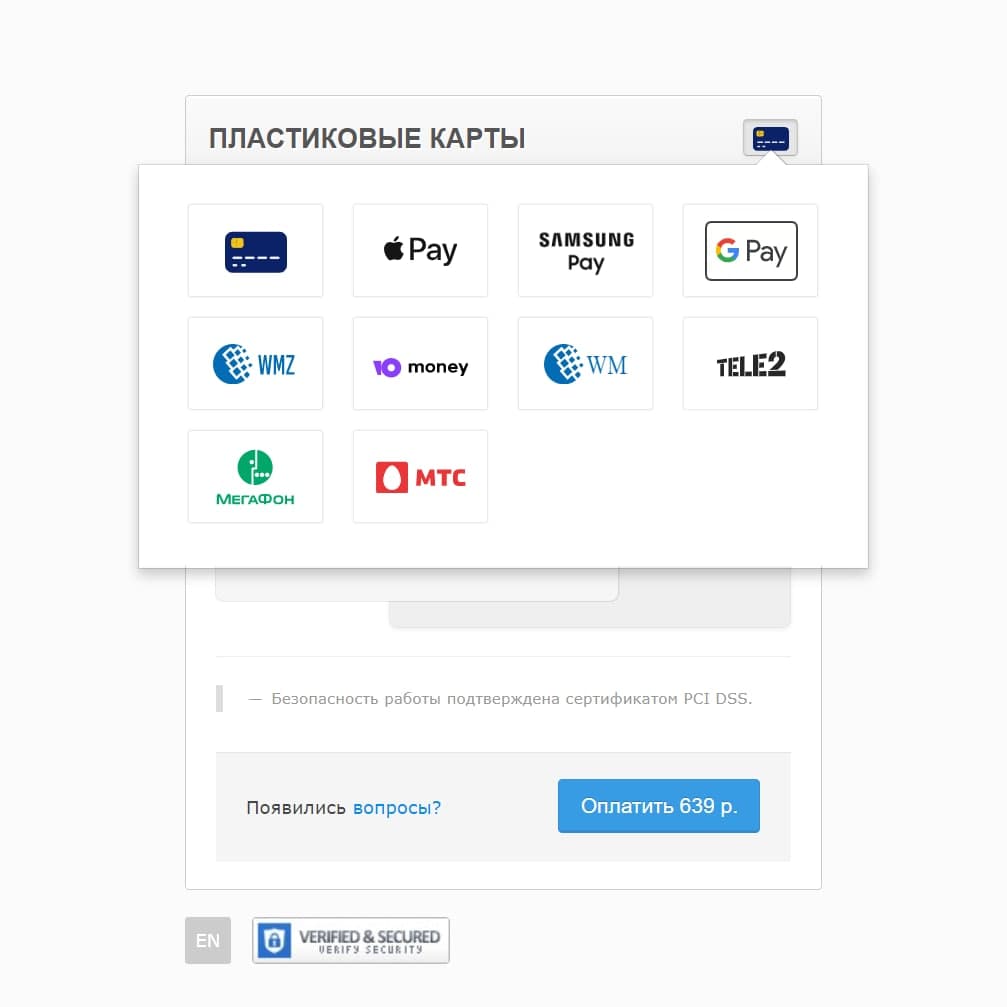 ПЛАСТИКОВЫЕ КАРТЫ
Pay
SAMSUNG
Pay
G Pay
WMZ
Ю money
WM
TELE2
МЕГАФОН
МТС
— Безопасность работы подтверждена сертификатом PCI DSS.
Появились вопросы?
Оплатить 639 р.
EN
VERIFIED & SECURED
VERIFY SECURITY